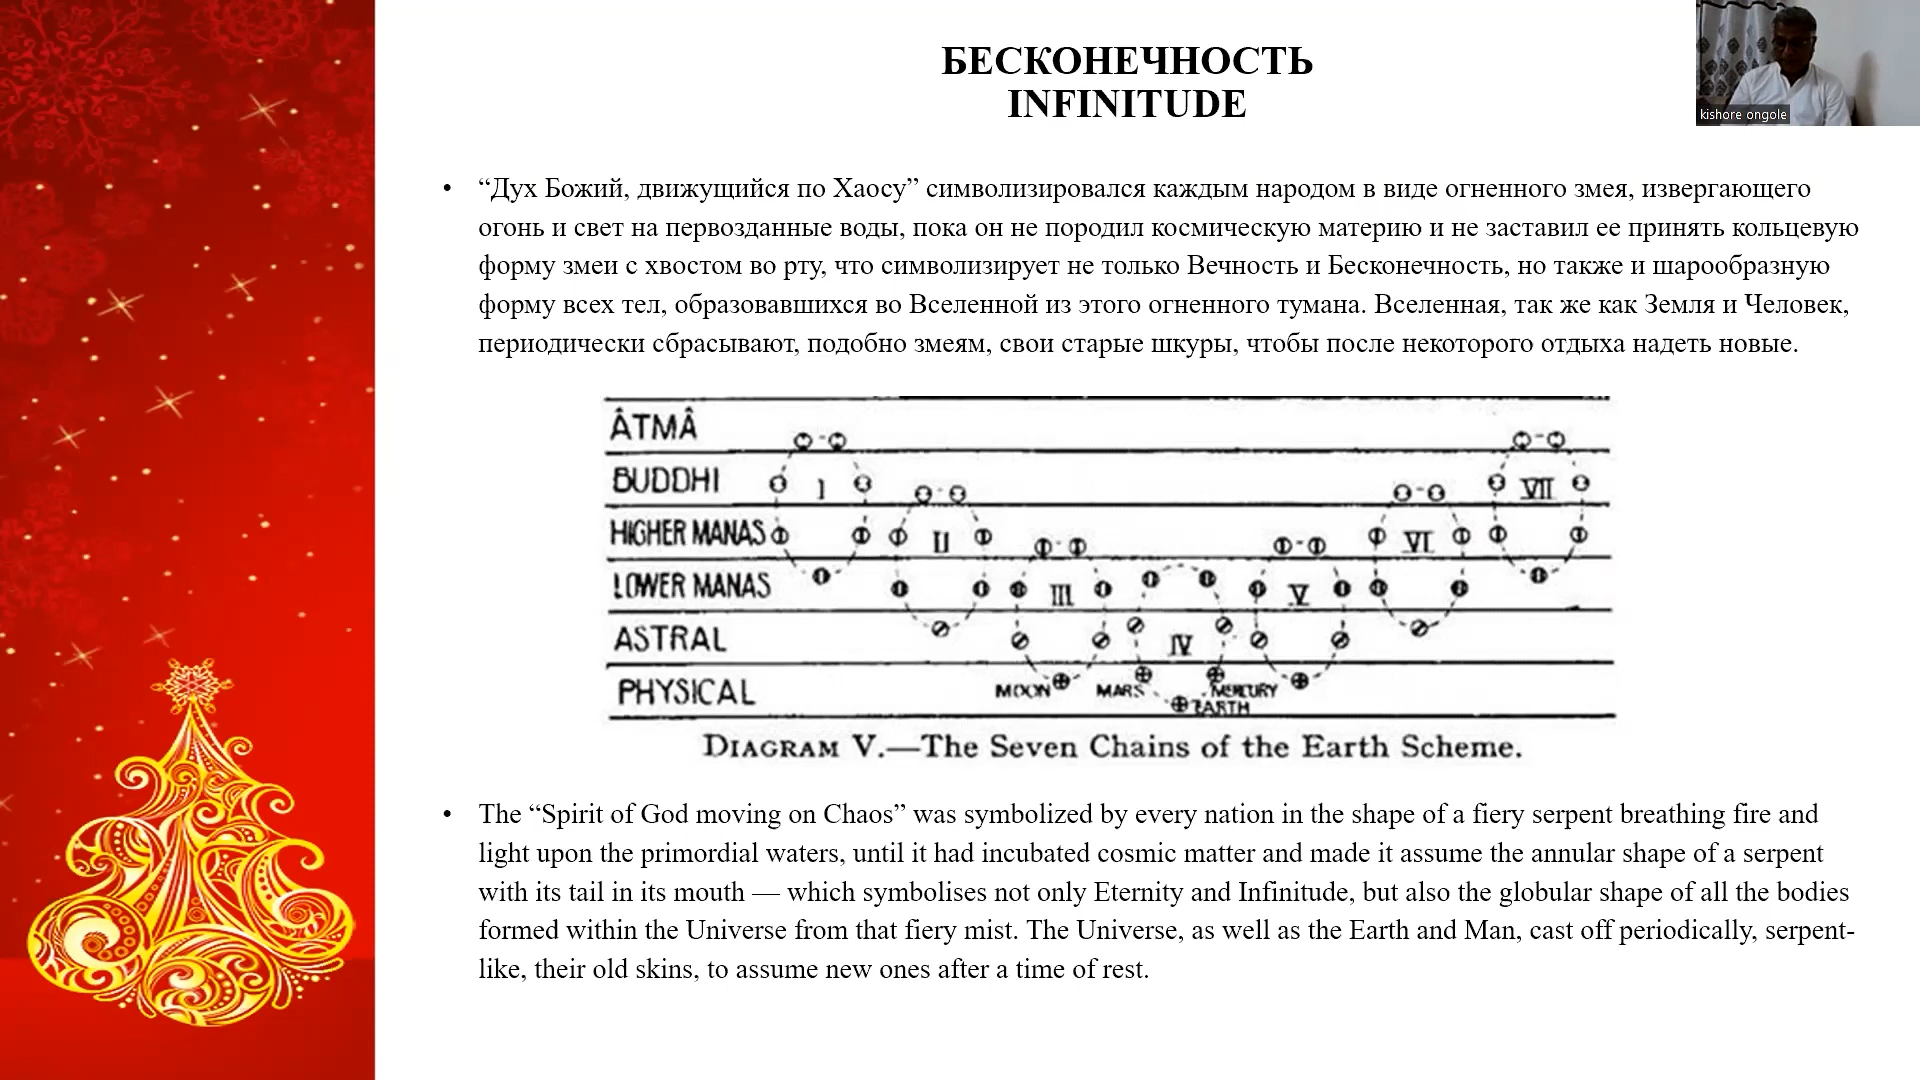 БЕСКОНЕЧНОСТЬ
INFINITUDE
kishore ongole
• “Дух Божий, движущийся по Хаосу” символизировался каждым народом в виде огненного змея, извергающего
огонь и свет на первозданные воды, пока он не породил космическую материю и не заставил ее принять кольцевую
форму змеи с хвостом во рту, что символизирует не только Вечность и Бесконечность, но также и шарообразную
форму всех тел, образовавшихся во Вселенной из этого огненного тумана. Вселенная, так же как Земля и Человек,
периодически сбрасывают, подобно змеям, свои старые шкуры, чтобы после некоторого отдыха надеть новые.
ÂTMÂ
BUDDHI I VII
HIGHER MANAS II VI
LOWER MANAS III V
ASTRAL IV
PHYSICAL MOON MARS MERCURY
EARTH
DIAGRAM V.—The Seven Chains of the Earth Scheme.
• The “Spirit of God moving on Chaos” was symbolized by every nation in the shape of a fiery serpent breathing fire and
light upon the primordial waters, until it had incubated cosmic matter and made it assume the annular shape of a serpent
with its tail in its mouth — which symbolises not only Eternity and Infinitude, but also the globular shape of all the bodies
formed within the Universe from that fiery mist. The Universe, as well as the Earth and Man, cast off periodically, serpent-
like, their old skins, to assume new ones after a time of rest.